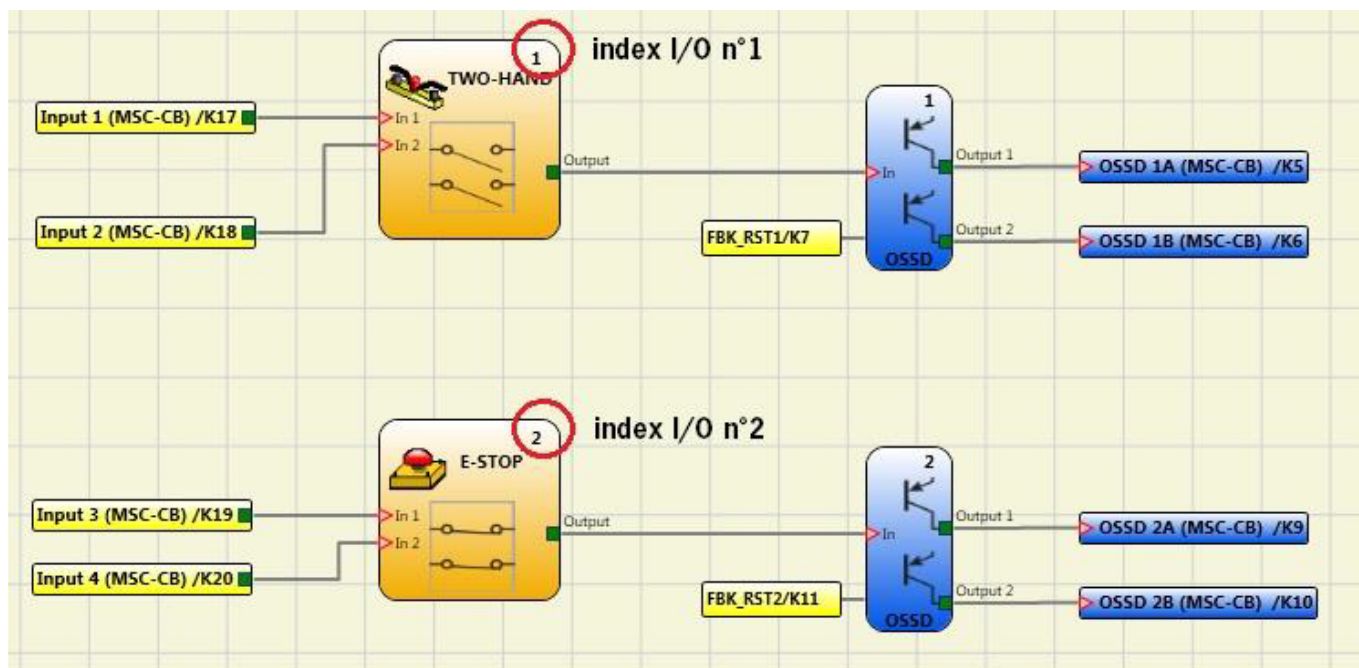 1
index I/O n°1
TWO-HAND
Input 1 (MSC-CB) /K17
In 1
In 2
Output
Input 2 (MSC-CB) /K18
1
In
Output 1
Output 2
OSSD
FBK_RST1/K7
OSSD 1A (MSC-CB) /K5
OSSD 1B (MSC-CB) /K6
2
index I/O n°2
E-STOP
Input 3 (MSC-CB) /K19
In 1
In 2
Output
Input 4 (MSC-CB) /K20
2
In
Output 1
Output 2
OSSD
FBK_RST2/K11
OSSD 2A (MSC-CB) /K9
OSSD 2B (MSC-CB) /K10